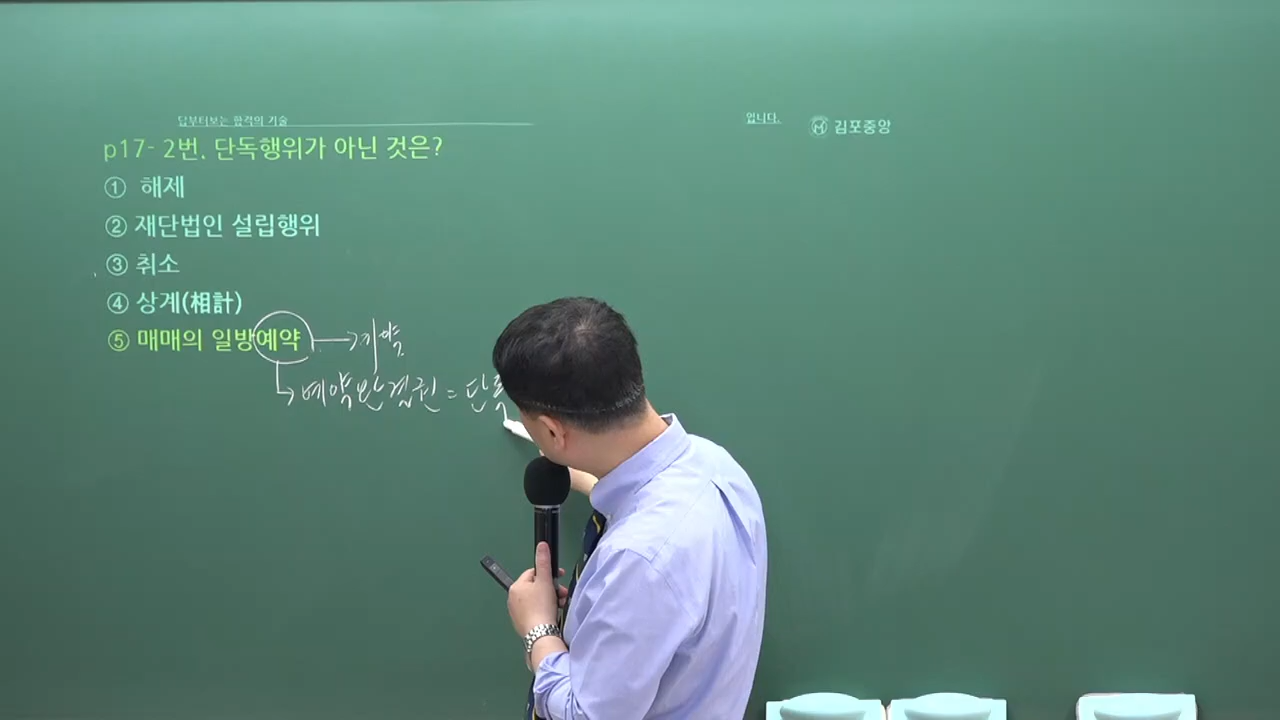 답부터보는 합격의 기술
입니다.
김포중앙
p17- 2번. 단독행위가 아닌 것은?
① 해제
② 재단법인 설립행위
③ 취소
④ 상계(相計)
⑤ 매매의 일방예약 → 계약
→ 예약완결권 = 단독